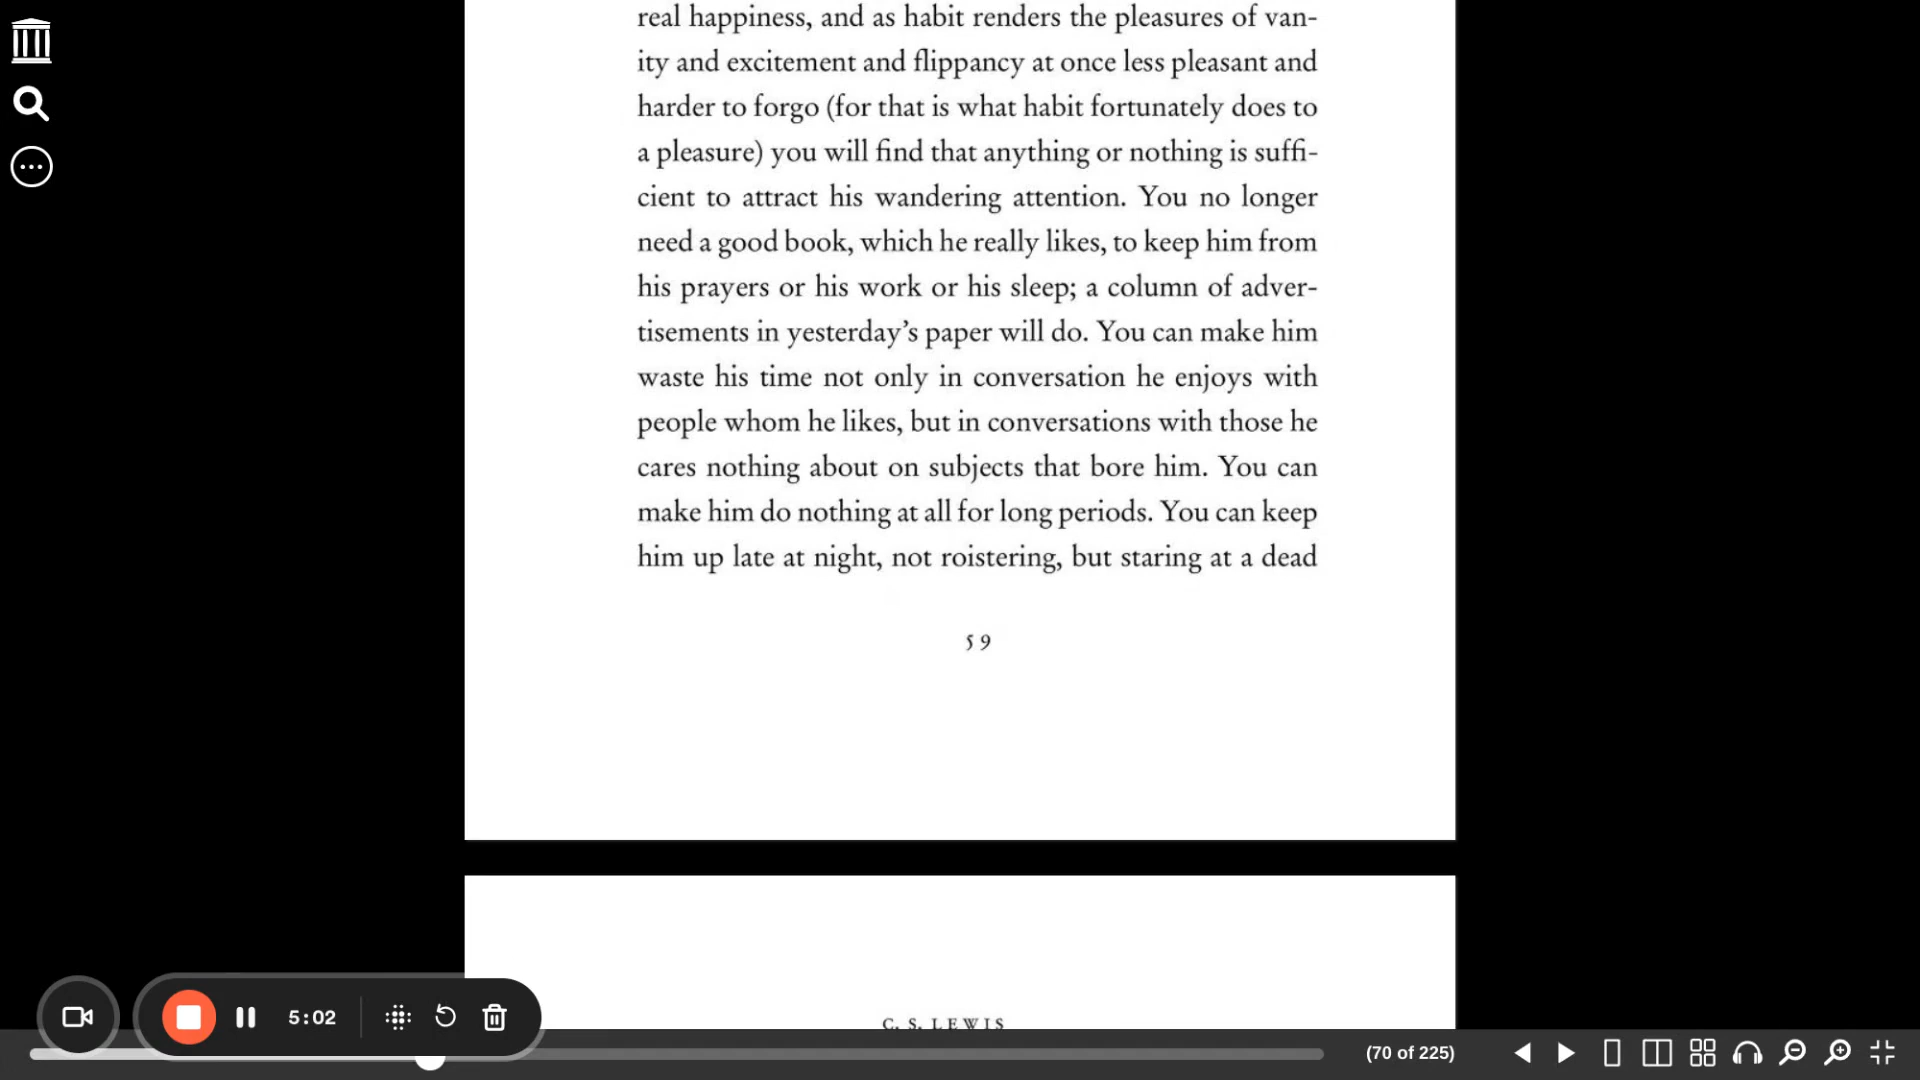 real happiness, and as habit renders the pleasures of van-
ity and excitement and flippancy at once less pleasant and
harder to forgo (for that is what habit fortunately does to
a pleasure) you will find that anything or nothing is suffi-
cient to attract his wandering attention. You no longer
need a good book, which he really likes, to keep him from
his prayers or his work or his sleep; a column of adver-
tisements in yesterday’s paper will do. You can make him
waste his time not only in conversation he enjoys with
people whom he likes, but in conversations with those he
cares nothing about on subjects that bore him. You can
make him do nothing at all for long periods. You can keep
him up late at night, not roistering, but staring at a dead
59
C. S. LEWIS
5:02
(70 of 225)